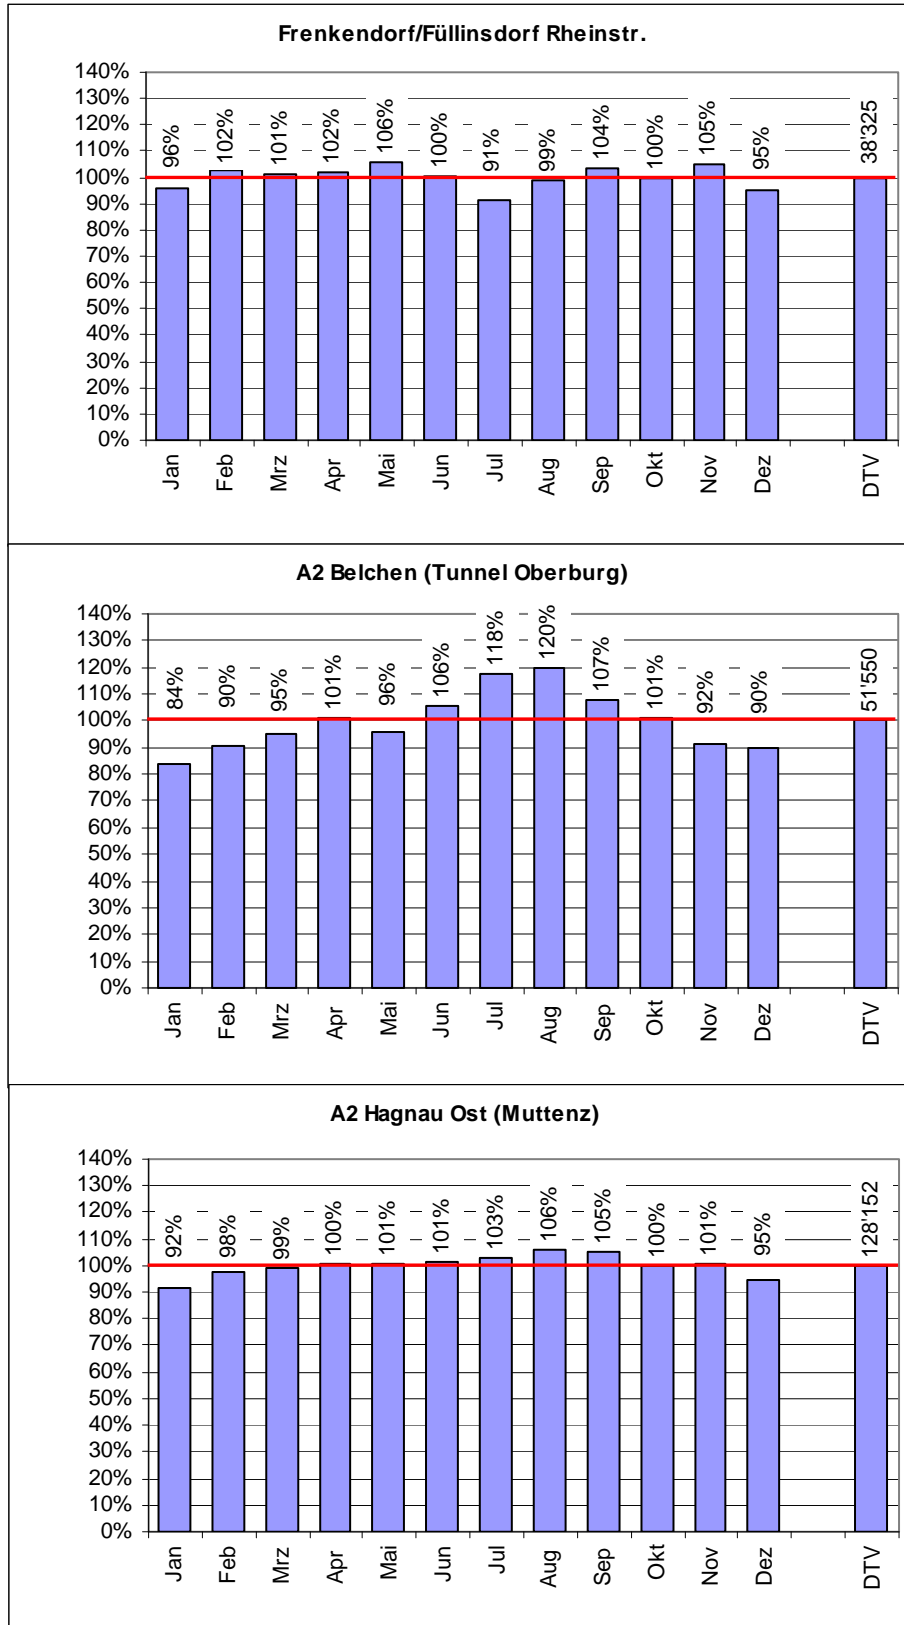 Frenkendorf/Füllinsdorf Rheinstr.
140%
130%
120%
110%
100%
90%
80%
70%
60%
50%
40%
30%
20%
10%
0%
96%
102%
101%
102%
106%
100%
91%
99%
104%
100%
105%
95%
38'325
Jan
Feb
Mrz
Apr
Mai
Jun
Jul
Aug
Sep
Okt
Nov
Dez
DTV
A2 Belchen (Tunnel Oberburg)
140%
130%
120%
110%
100%
90%
80%
70%
60%
50%
40%
30%
20%
10%
0%
84%
90%
95%
101%
96%
106%
118%
120%
107%
101%
92%
90%
51'550
Jan
Feb
Mrz
Apr
Mai
Jun
Jul
Aug
Sep
Okt
Nov
Dez
DTV
A2 Hagnau Ost (Muttenz)
140%
130%
120%
110%
100%
90%
80%
70%
60%
50%
40%
30%
20%
10%
0%
92%
98%
99%
100%
101%
101%
103%
106%
105%
100%
101%
95%
128'152
Jan
Feb
Mrz
Apr
Mai
Jun
Jul
Aug
Sep
Okt
Nov
Dez
DTV